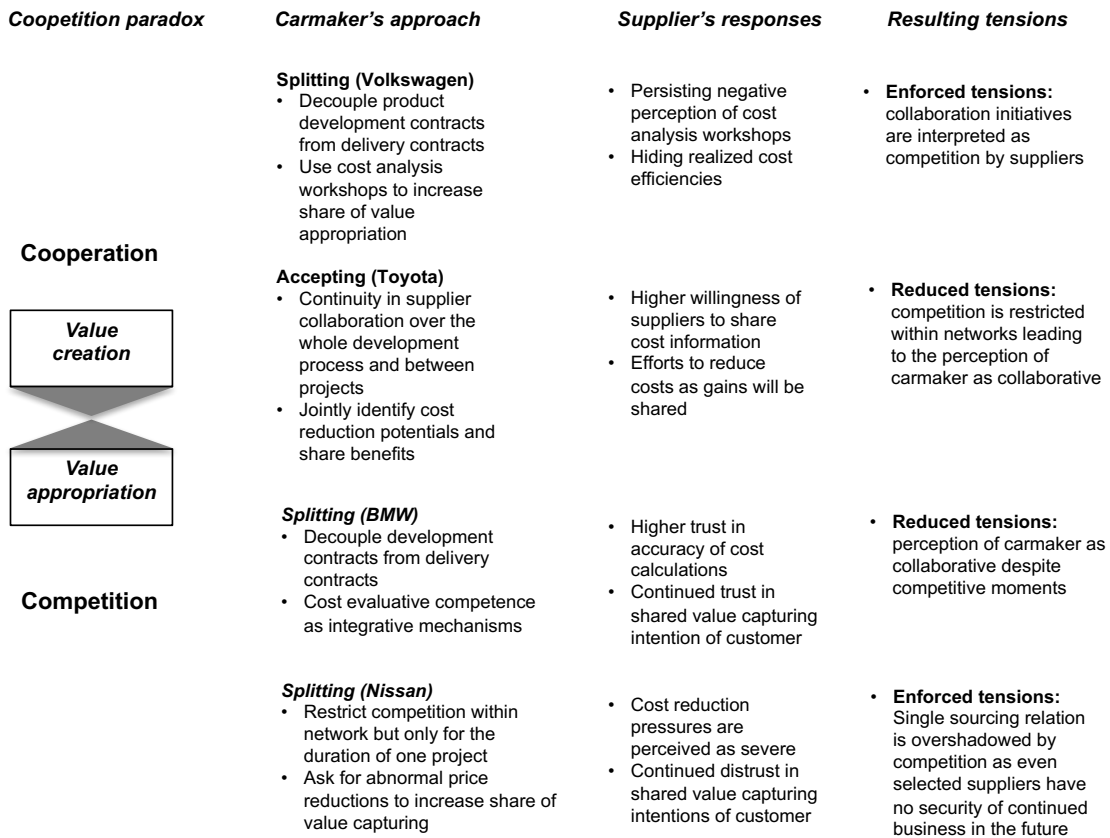 Coopetition paradox
Carmaker's approach
Supplier's responses
Resulting tensions
Cooperation
Value
creation
Value
appropriation
Competition
Splitting (Volkswagen)
• Decouple product
development contracts
from delivery contracts
• Use cost analysis
workshops to increase
share of value
appropriation
• Persisting negative
perception of cost
analysis workshops
• Hiding realized cost
efficiencies
• Enforced tensions:
collaboration initiatives
are interpreted as
competition by suppliers
Accepting (Toyota)
• Continuity in supplier
collaboration over the
whole development
process and between
projects
• Jointly identify cost
reduction potentials and
share benefits
• Higher willingness of
suppliers to share
cost information
• Efforts to reduce
costs as gains will be
shared
• Reduced tensions:
competition is restricted
within networks leading
to the perception of
carmaker as collaborative
Splitting (BMW)
• Decouple development
contracts from delivery
contracts
• Cost evaluative competence
as integrative mechanisms
• Higher trust in
accuracy of cost
calculations
• Continued trust in
shared value capturing
intention of customer
• Reduced tensions:
perception of carmaker as
collaborative despite
competitive moments
Splitting (Nissan)
• Restrict competition within
network but only for the
duration of one project
• Ask for abnormal price
reductions to increase share of
value capturing
• Cost reduction
pressures are
perceived as severe
• Continued distrust in
shared value capturing
intentions of customer
• Enforced tensions:
Single sourcing relation
is overshadowed by
competition as even
selected suppliers have
no security of continued
business in the future